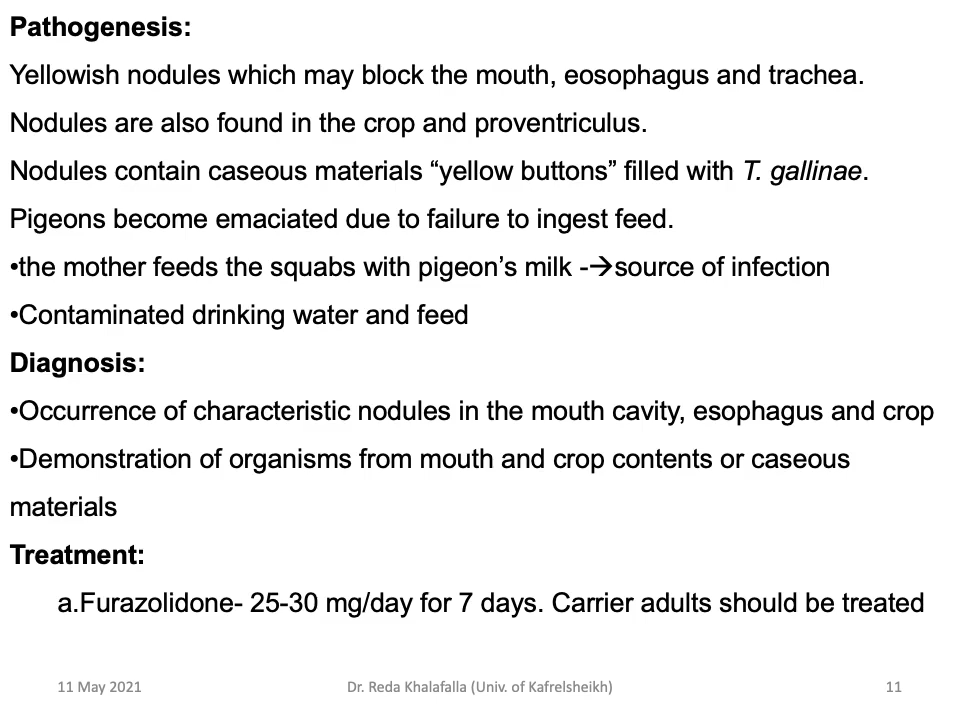 Pathogenesis:
Yellowish nodules which may block the mouth, eosophagus and trachea.
Nodules are also found in the crop and proventriculus.
Nodules contain caseous materials “yellow buttons” filled with T. gallinae.
Pigeons become emaciated due to failure to ingest feed.
•the mother feeds the squabs with pigeon’s milk -→source of infection
•Contaminated drinking water and feed
Diagnosis:
•Occurrence of characteristic nodules in the mouth cavity, esophagus and crop
•Demonstration of organisms from mouth and crop contents or caseous
materials
Treatment:
a.Furazolidone- 25-30 mg/day for 7 days. Carrier adults should be treated
11 May 2021 Dr. Reda Khalafalla (Univ. of Kafrelsheikh) 11